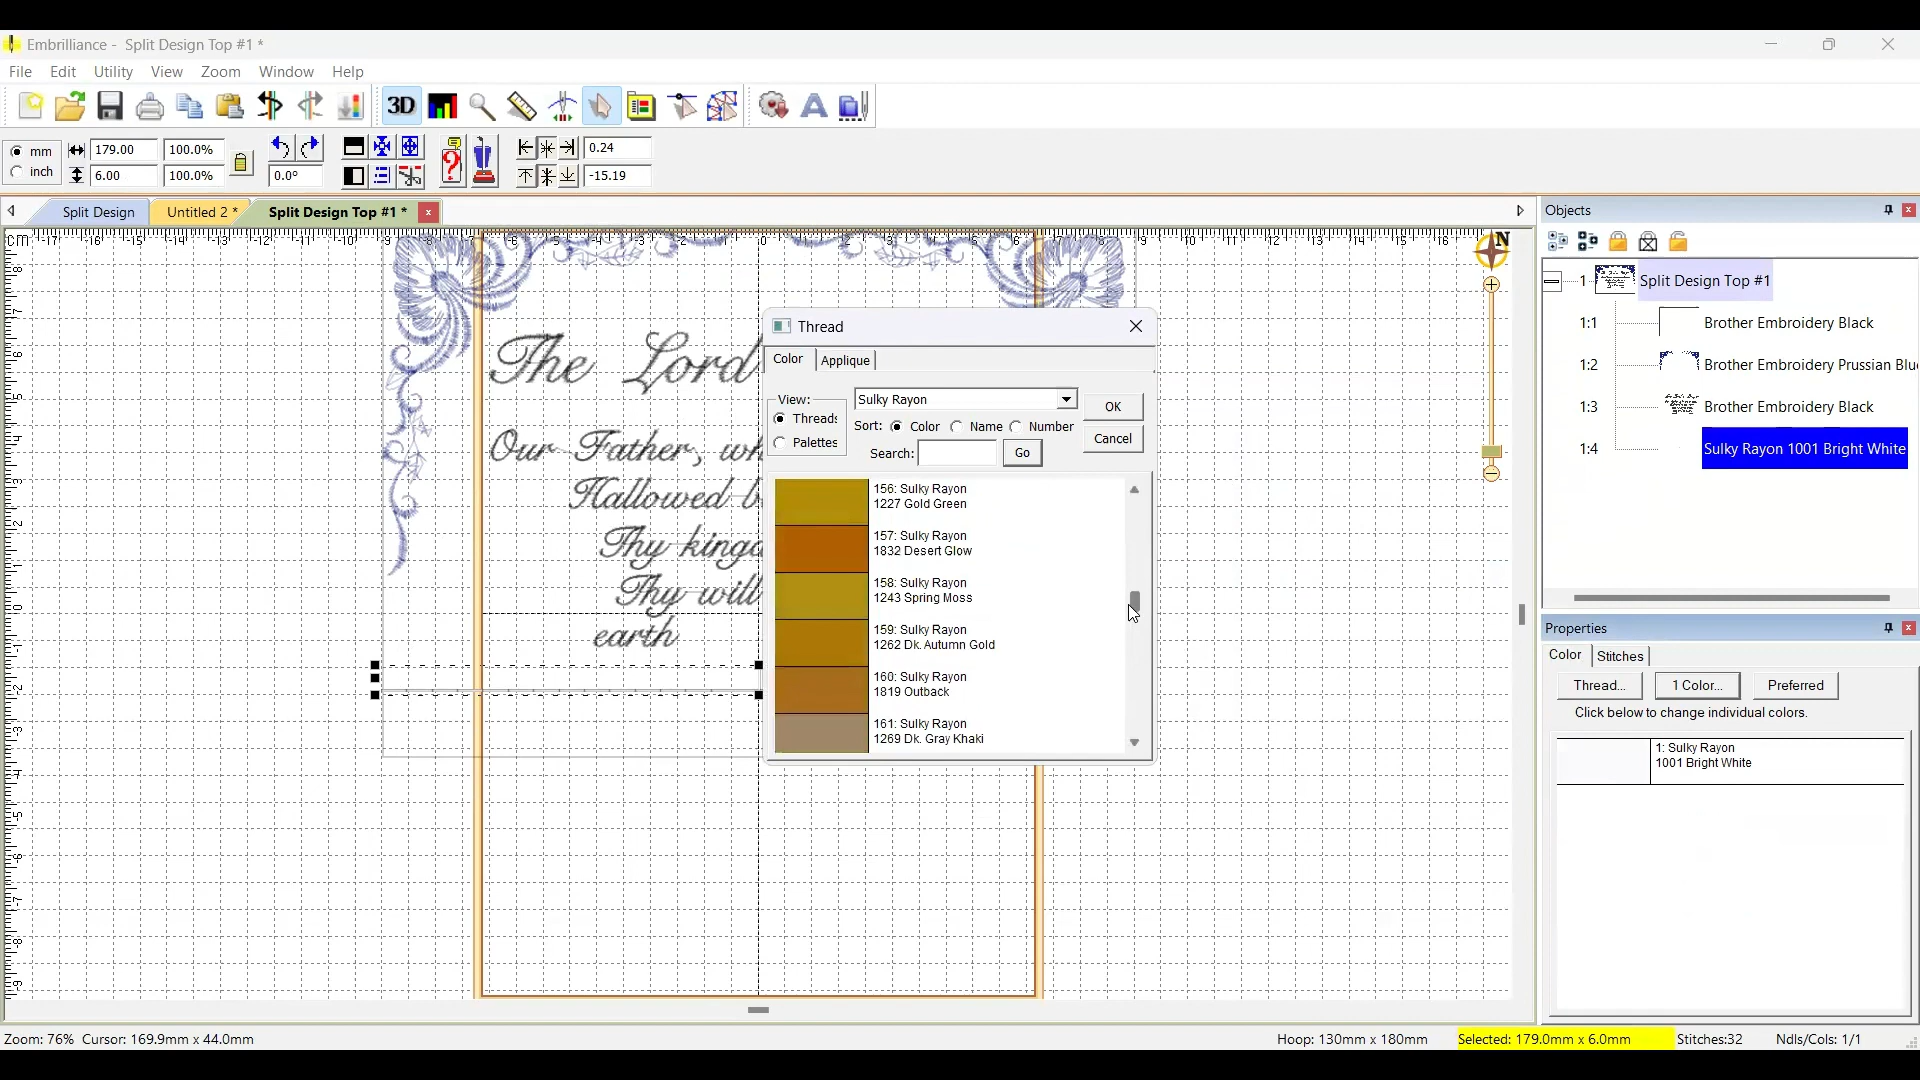 Embrilliance - Split Design Top #1 *
File Edit Utility View Zoom Window Help
3D
mm 179.00 100.0% 0.24
inch 6.00 100.0% 0.0° -15.19
Split Design Untitled 2 * Split Design Top #1 *
cm
N
The Lord
Our Father, wh
Hallowed b
Thy kingd
Thy will
earth
Thread
Color Applique
View: Threads Palettes
Sulky Rayon OK
Sort: Color Name Number
Search: Go Cancel
156: Sulky Rayon
1227 Gold Green
157: Sulky Rayon
1832 Desert Glow
158: Sulky Rayon
1243 Spring Moss
159: Sulky Rayon
1262 Dk. Autumn Gold
160: Sulky Rayon
1819 Outback
161: Sulky Rayon
1269 Dk. Gray Khaki
Objects
1 Split Design Top #1
1:1 Brother Embroidery Black
1:2 Brother Embroidery Prussian Blu
1:3 Brother Embroidery Black
1:4 Sulky Rayon 1001 Bright White
Properties
Color Stitches
Thread... 1 Color... Preferred
Click below to change individual colors.
1: Sulky Rayon
1001 Bright White
Zoom: 76% Cursor: 169.9mm x 44.0mm Hoop: 130mm x 180mm Selected: 179.0mm x 6.0mm Stitches:32 Ndls/Cols: 1/1